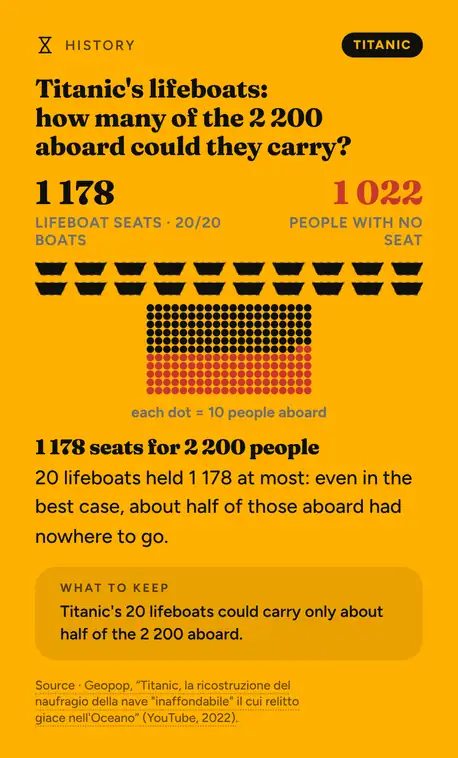 HISTORY
TITANIC
Titanic's lifeboats:
how many of the 2 200
aboard could they carry?
1 178
1 022
LIFEBOAT SEATS · 20/20
BOATS
PEOPLE WITH NO
SEAT
each dot = 10 people aboard
1 178 seats for 2 200 people
20 lifeboats held 1 178 at most: even in the
best case, about half of those aboard had
nowhere to go.
WHAT TO KEEP
Titanic's 20 lifeboats could carry only about
half of the 2 200 aboard.
Source · Geopop, "Titanic, la ricostruzione del
naufragio della nave "inaffondabile" il cui relitto
giace nell'Oceano" (YouTube, 2022).